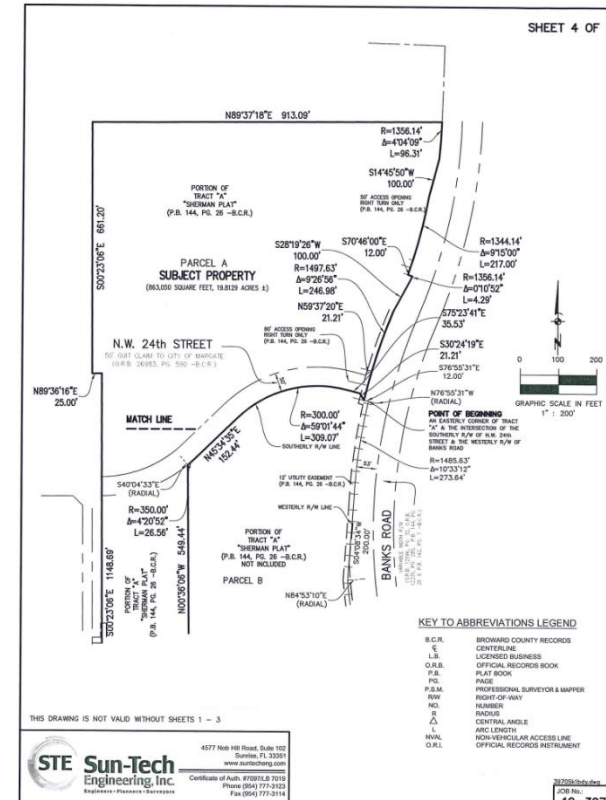 SHEET 4 OF
N89°37'18"E 913.09'
R=1356.14'
Δ=4°04'09"
L=96.31'
S14°45'50"W
100.00'
50' ACCESS OPENING
RIGHT TURN ONLY
(P.B. 144, PG. 26 -B.C.R.)
PORTION OF
TRACT "A"
"SHERMAN PLAT"
(P.B. 144, PG. 26 -B.C.R.)
S00°23'06"E 661.20'
PARCEL A
SUBJECT PROPERTY
(863,050 SQUARE FEET, 19.8129 ACRES ±)
S70°46'00"E
12.00'
S28°19'26"W
100.00'
R=1497.63'
Δ=9°26'56"
L=246.98'
R=1344.14'
Δ=9°15'00"
L=217.00'
R=1356.14'
Δ=0°10'52"
L=4.29'
N59°37'20"E
21.21'
S75°23'41"E
35.53'
80' ACCESS OPENING
RIGHT TURN ONLY
(P.B. 144, PG. 26 -B.C.R.)
S30°24'19"E
21.21'
S76°55'31"E
12.00'
N.W. 24th STREET
50' QUIT CLAIM TO CITY OF MARGATE
(O.R.B. 26983, PG. 590 -B.C.R.)
N76°55'31"W
(RADIAL)
N89°36'16"E
25.00'
MATCH LINE
R=300.00'
Δ=59°01'44"
L=309.07'
SOUTHERLY R/W LINE
N45°34'35"E
152.44'
POINT OF BEGINNING
AN EASTERLY CORNER OF TRACT
"A" & THE INTERSECTION OF THE
SOUTHERLY R/W OF N.W. 24th
STREET & THE WESTERLY R/W OF
BANKS ROAD
0 100 200
GRAPHIC SCALE IN FEET
1" : 200'
R=1485.63'
Δ=10°33'12"
L=273.64'
S40°04'33"E
(RADIAL)
12' UTILITY EASEMENT
(P.B. 144, PG. 26 -B.C.R.)
53'
R=350.00'
Δ=4°20'52"
L=26.56'
WESTERLY R/W LINE
S04°08'34"W
200.00'
BANKS ROAD
PORTION OF
TRACT "A"
"SHERMAN PLAT"
(P.B. 144, PG. 26 -B.C.R.)
NOT INCLUDED
PARCEL B
N84°53'10"E
(RADIAL)
S00°23'06"E 1148.69'
PORTION OF
TRACT "A"
"SHERMAN PLAT"
(P.B. 144, PG. 26 -B.C.R.)
N00°36'06"W 549.44'
KEY TO ABBREVIATIONS LEGEND
B.C.R. BROWARD COUNTY RECORDS
℄ CENTERLINE
L.B. LICENSED BUSINESS
O.R.B. OFFICIAL RECORDS BOOK
P.B. PLAT BOOK
PG. PAGE
P.S.M. PROFESSIONAL SURVEYOR & MAPPER
R/W RIGHT-OF-WAY
NO. NUMBER
R RADIUS
Δ CENTRAL ANGLE
L ARC LENGTH
NVAL NON-VEHICULAR ACCESS LINE
O.R.I. OFFICIAL RECORDS INSTRUMENT
THIS DRAWING IS NOT VALID WITHOUT SHEETS 1 - 3
STE Sun-Tech
Engineering, Inc.
Engineers - Planners - Surveyors
4577 Nob Hill Road, Suite 102
Sunrise, FL 33351
www.suntecheng.com
Certificate of Auth. #7097/LB 7019
Phone (954) 777-3123
Fax (954) 777-3114
JOB No.: